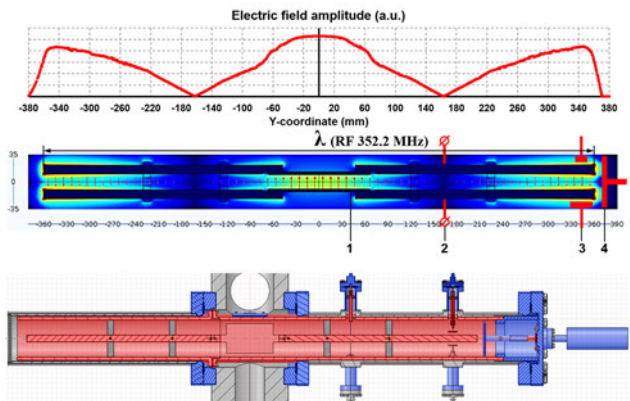 Electric field amplitude (a.u.)
-380 -340 -300 -260 -220 -180 -140 -100 -60 -20 20 60 100 140 180 220 260 300 340 380
Y-coordinate (mm)
λ (RF 352.2 MHz)
35
0
-35
-360 -330 -300 -270 -240 -210 -180 -150 -120 -90 -60 -30 0 30 60 90 120 150 180 210 240 270 300 330 360 390
1 2 3 4